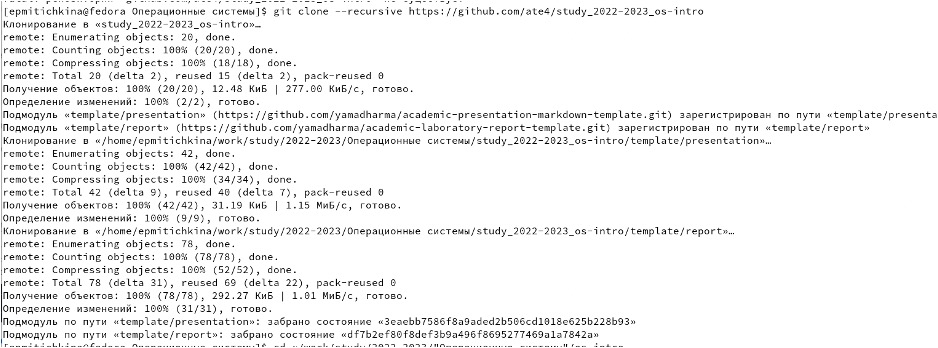 [epmitichkina@fedora Операционные системы]$ git clone --recursive https://github.com/ate4/study_2022-2023_os-intro
Клонирование в «study_2022-2023_os-intro»…
remote: Enumerating objects: 20, done.
remote: Counting objects: 100% (20/20), done.
remote: Compressing objects: 100% (18/18), done.
remote: Total 20 (delta 2), reused 15 (delta 2), pack-reused 0
Получение объектов: 100% (20/20), 12.48 КиБ | 277.00 КиБ/с, готово.
Определение изменений: 100% (2/2), готово.
Подмодуль «template/presentation» (https://github.com/yamadharma/academic-presentation-markdown-template.git) зарегистрирован по пути «template/presenta
Подмодуль «template/report» (https://github.com/yamadharma/academic-laboratory-report-template.git) зарегистрирован по пути «template/report»
Клонирование в «/home/epmitichkina/work/study/2022-2023/Операционные системы/study_2022-2023_os-intro/template/presentation»…
remote: Enumerating objects: 42, done.
remote: Counting objects: 100% (42/42), done.
remote: Compressing objects: 100% (34/34), done.
remote: Total 42 (delta 9), reused 40 (delta 7), pack-reused 0
Получение объектов: 100% (42/42), 31.19 КиБ | 1.15 МиБ/с, готово.
Определение изменений: 100% (9/9), готово.
Клонирование в «/home/epmitichkina/work/study/2022-2023/Операционные системы/study_2022-2023_os-intro/template/report»…
remote: Enumerating objects: 78, done.
remote: Counting objects: 100% (78/78), done.
remote: Compressing objects: 100% (52/52), done.
remote: Total 78 (delta 31), reused 69 (delta 22), pack-reused 0
Получение объектов: 100% (78/78), 292.27 КиБ | 1.01 МиБ/с, готово.
Определение изменений: 100% (31/31), готово.
Подмодуль по пути «template/presentation»: забрано состояние «3eaebb7586f8a9aded2b506cd1018e625b228b93»
Подмодуль по пути «template/report»: забрано состояние «df7b2ef80f8def3b9a496f8695277469a1a7842a»